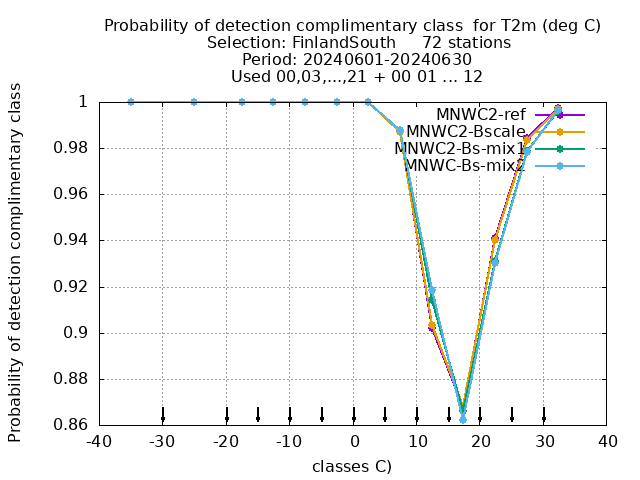 Probability of detection complimentary class  for T2m (deg C)
Selection: FinlandSouth     72 stations
Period: 20240601-20240630
Used 00,03,...,21 + 00 01 ... 12
Probability of detection complimentary class
1
0.98
0.96
0.94
0.92
0.9
0.88
0.86
MNWC2-ref
MNWC2-Bscale
MNWC2-Bs-mix1
MNWC-Bs-mix2
-40 -30 -20 -10 0 10 20 30 40
classes C)